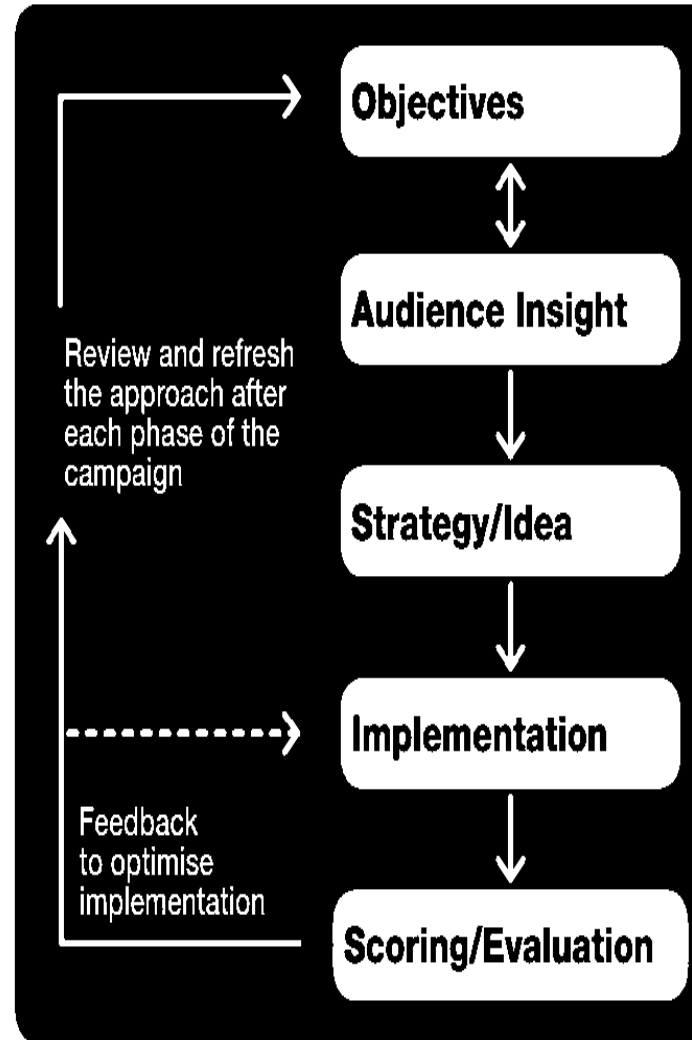 Objectives
Audience Insight
Review and refresh
the approach after
each phase of the
campaign
Strategy/Idea
Implementation
Feedback
to optimise
implementation
Scoring/Evaluation